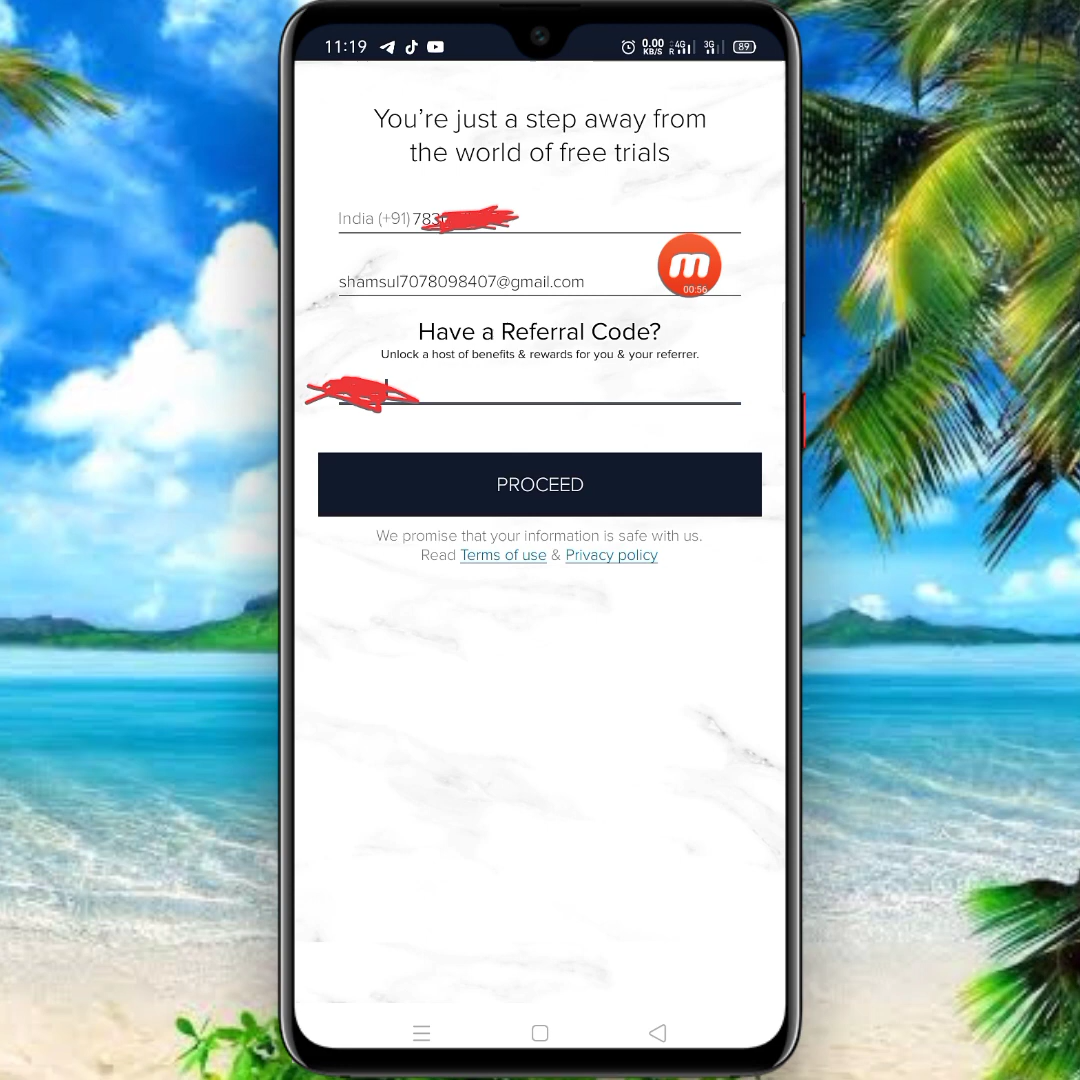 11:19
0.00
KB/S
R
4G
3G
89
You're just a step away from
the world of free trials
India (+91) 783
m
00:56
shamsul7078098407@gmail.com
Have a Referral Code?
Unlock a host of benefits & rewards for you & your referrer.
PROCEED
We promise that your information is safe with us.
Read Terms of use & Privacy policy